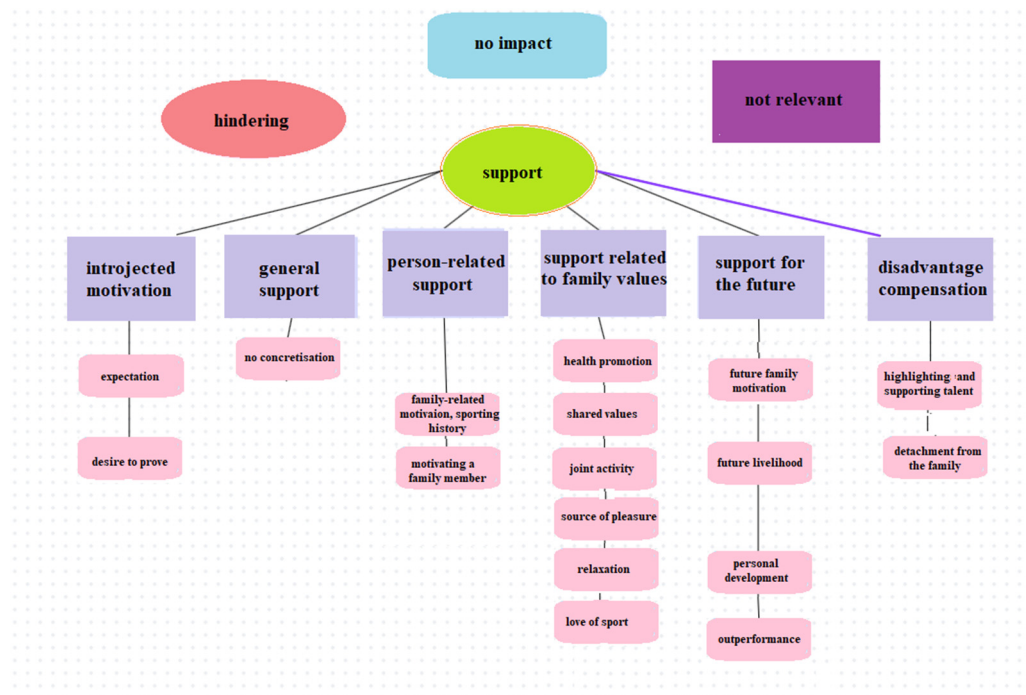 no impact
not relevant
hindering
support
introjected
motivation
general
support
person-related
support
support related
to family values
support for
the future
disadvantage
compensation
expectation
desire to prove
no concretisation
family-related
motivaion, sporting
history
motivating a
family member
health promotion
shared values
joint activity
source of pleasure
relaxation
love of sport
future family
motivation
future livelihood
personal
development
outperformance
highlighting and
supporting talent
detachment from
the family